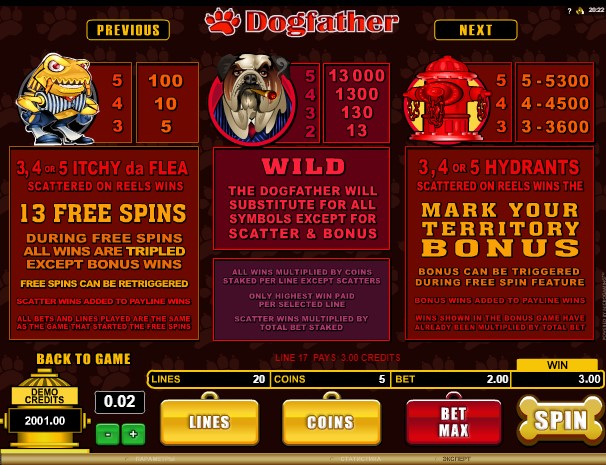 Dogfather
? 20:22
PREVIOUS
NEXT
5 100
4 10
3 5
5 13 000
4 1300
3 130
2 13
5 5 - 5300
4 4 - 4500
3 3 - 3600
3, 4 OR 5 ITCHY da FLEA
SCATTERED ON REELS WINS
13 FREE SPINS
DURING FREE SPINS
ALL WINS ARE TRIPLED
EXCEPT BONUS WINS
FREE SPINS CAN BE RETRIGGERED
SCATTER WINS ADDED TO PAYLINE WINS
ALL BETS AND LINES PLAYED ARE THE SAME
AS THE GAME THAT STARTED THE FREE SPINS
WILD
THE DOGFATHER WILL
SUBSTITUTE FOR ALL
SYMBOLS EXCEPT FOR
SCATTER & BONUS
ALL WINS MULTIPLIED BY COINS
STAKED PER LINE EXCEPT SCATTERS
ONLY HIGHEST WIN PAID
PER SELECTED LINE
SCATTER WINS MULTIPLIED BY
TOTAL BET STAKED
3, 4 OR 5 HYDRANTS
SCATTERED ON REELS WINS THE
MARK YOUR
TERRITORY
BONUS
BONUS CAN BE TRIGGERED
DURING FREE SPIN FEATURE
BONUS WINS ADDED TO PAYLINE WINS
WINS SHOWN IN THE BONUS GAME HAVE
ALREADY BEEN MULTIPLIED BY TOTAL BET
BACK TO GAME
LINE 17 PAYS 3.00 CREDITS
WIN
LINES 20 COINS 5 BET 2.00 3.00
DEMO
CREDITS
2001.00
0.02
- +
LINES
COINS
BET
MAX
SPIN
ПАРАМЕТРЫ СТАТИСТИКА ЭКСПЕРТ